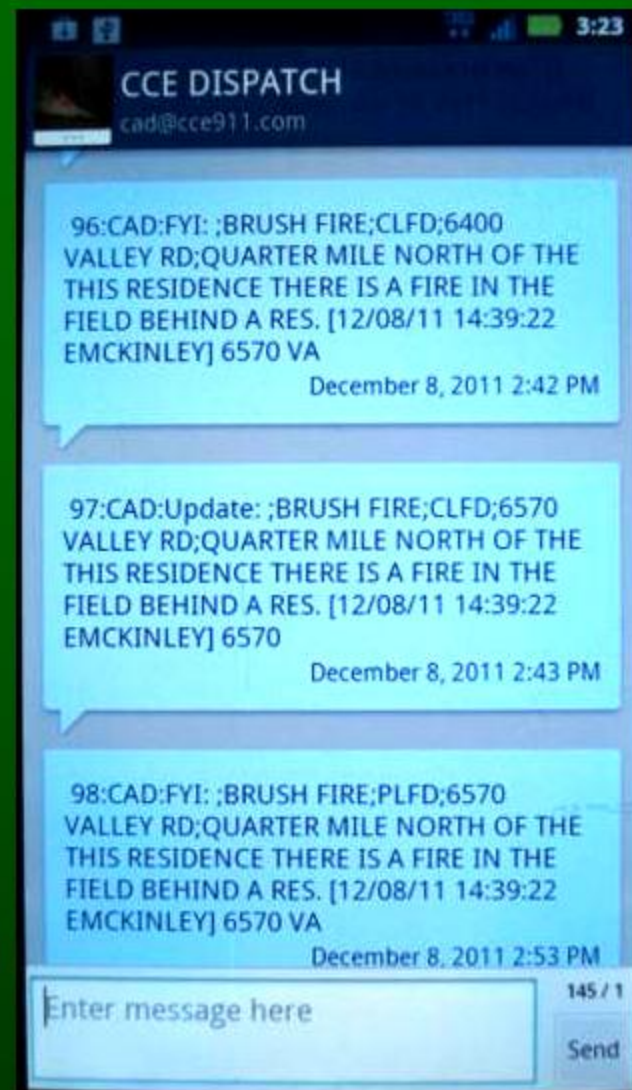 3:23
CCE DISPATCH
cad@cce911.com
96:CAD:FYI: ;BRUSH FIRE;CLFD;6400
VALLEY RD;QUARTER MILE NORTH OF THE
THIS RESIDENCE THERE IS A FIRE IN THE
FIELD BEHIND A RES. [12/08/11 14:39:22
EMCKINLEY] 6570 VA
December 8, 2011 2:42 PM
97:CAD:Update: ;BRUSH FIRE;CLFD;6570
VALLEY RD;QUARTER MILE NORTH OF THE
THIS RESIDENCE THERE IS A FIRE IN THE
FIELD BEHIND A RES. [12/08/11 14:39:22
EMCKINLEY] 6570
December 8, 2011 2:43 PM
98:CAD:FYI: ;BRUSH FIRE;PLFD;6570
VALLEY RD;QUARTER MILE NORTH OF THE
THIS RESIDENCE THERE IS A FIRE IN THE
FIELD BEHIND A RES. [12/08/11 14:39:22
EMCKINLEY] 6570 VA
December 8, 2011 2:53 PM
145 / 1
Enter message here
Send